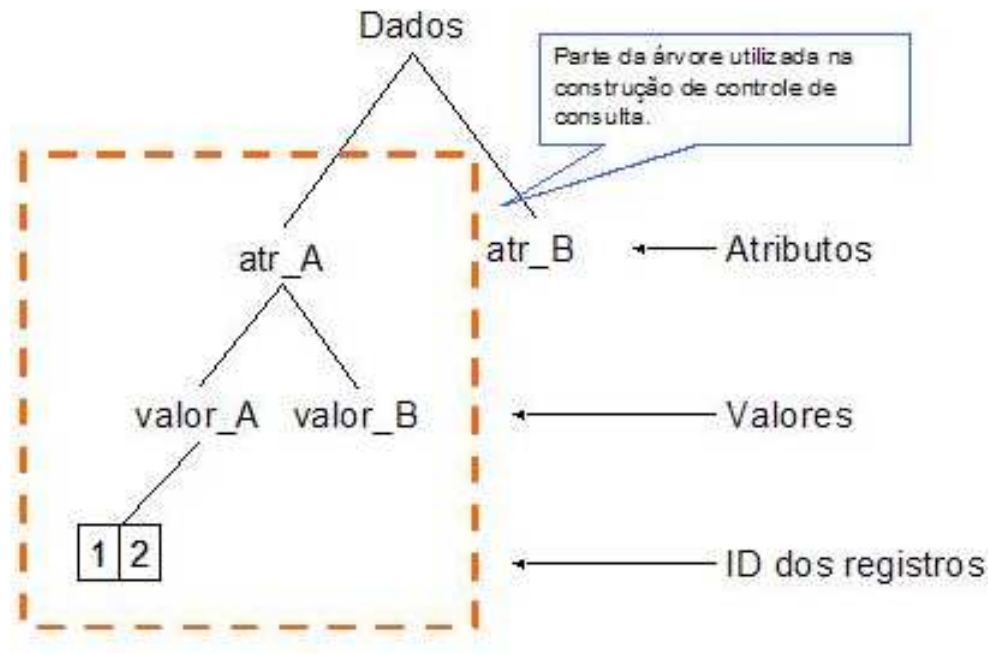 Dados
Parte da árvore utilizada na
construção de controle de
consulta.
atr_A
atr_B
Atributos
valor_A
valor_B
Valores
1 2
ID dos registros